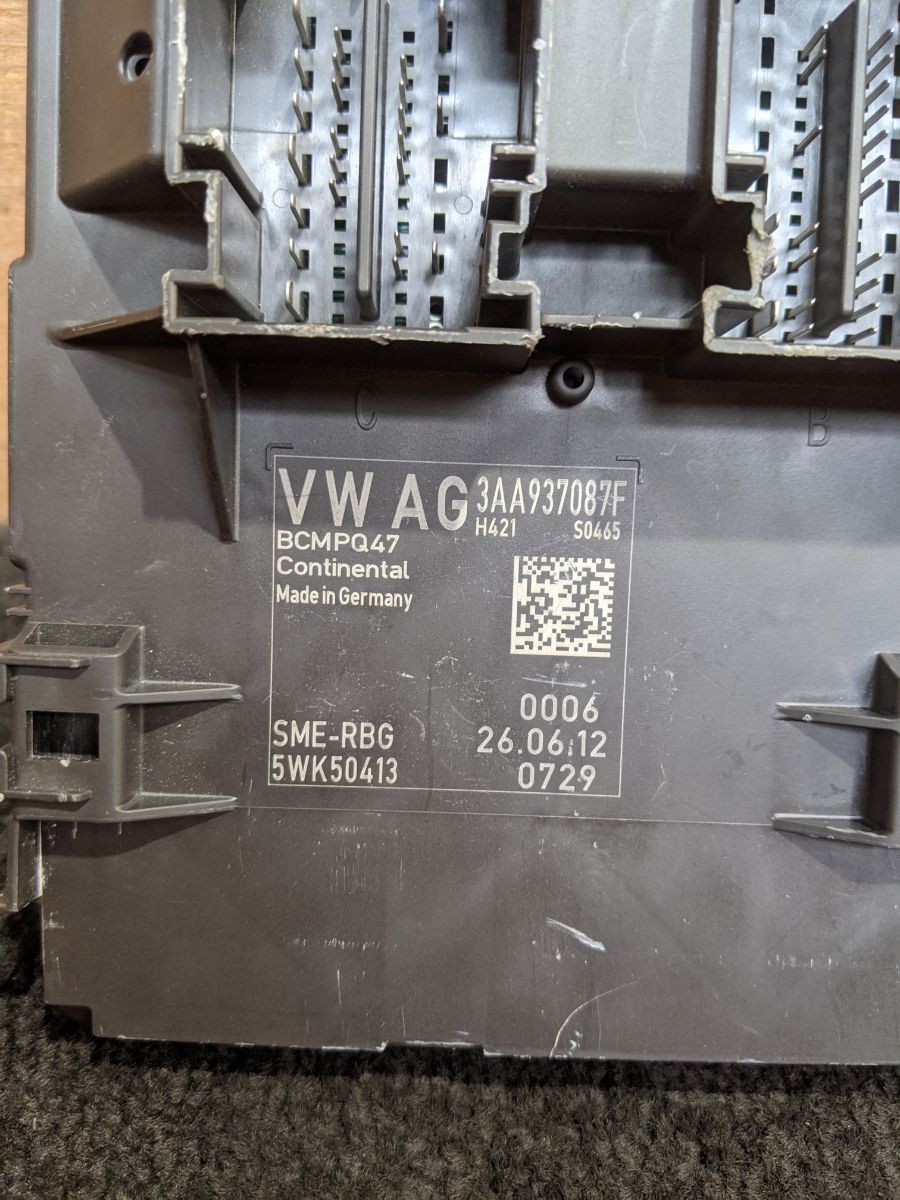 C
B
VW AG 3AA937087F
H421 S0465
BCMPQ47
Continental
Made in Germany
0006
SME-RBG 26.06.12
5WK50413 0729